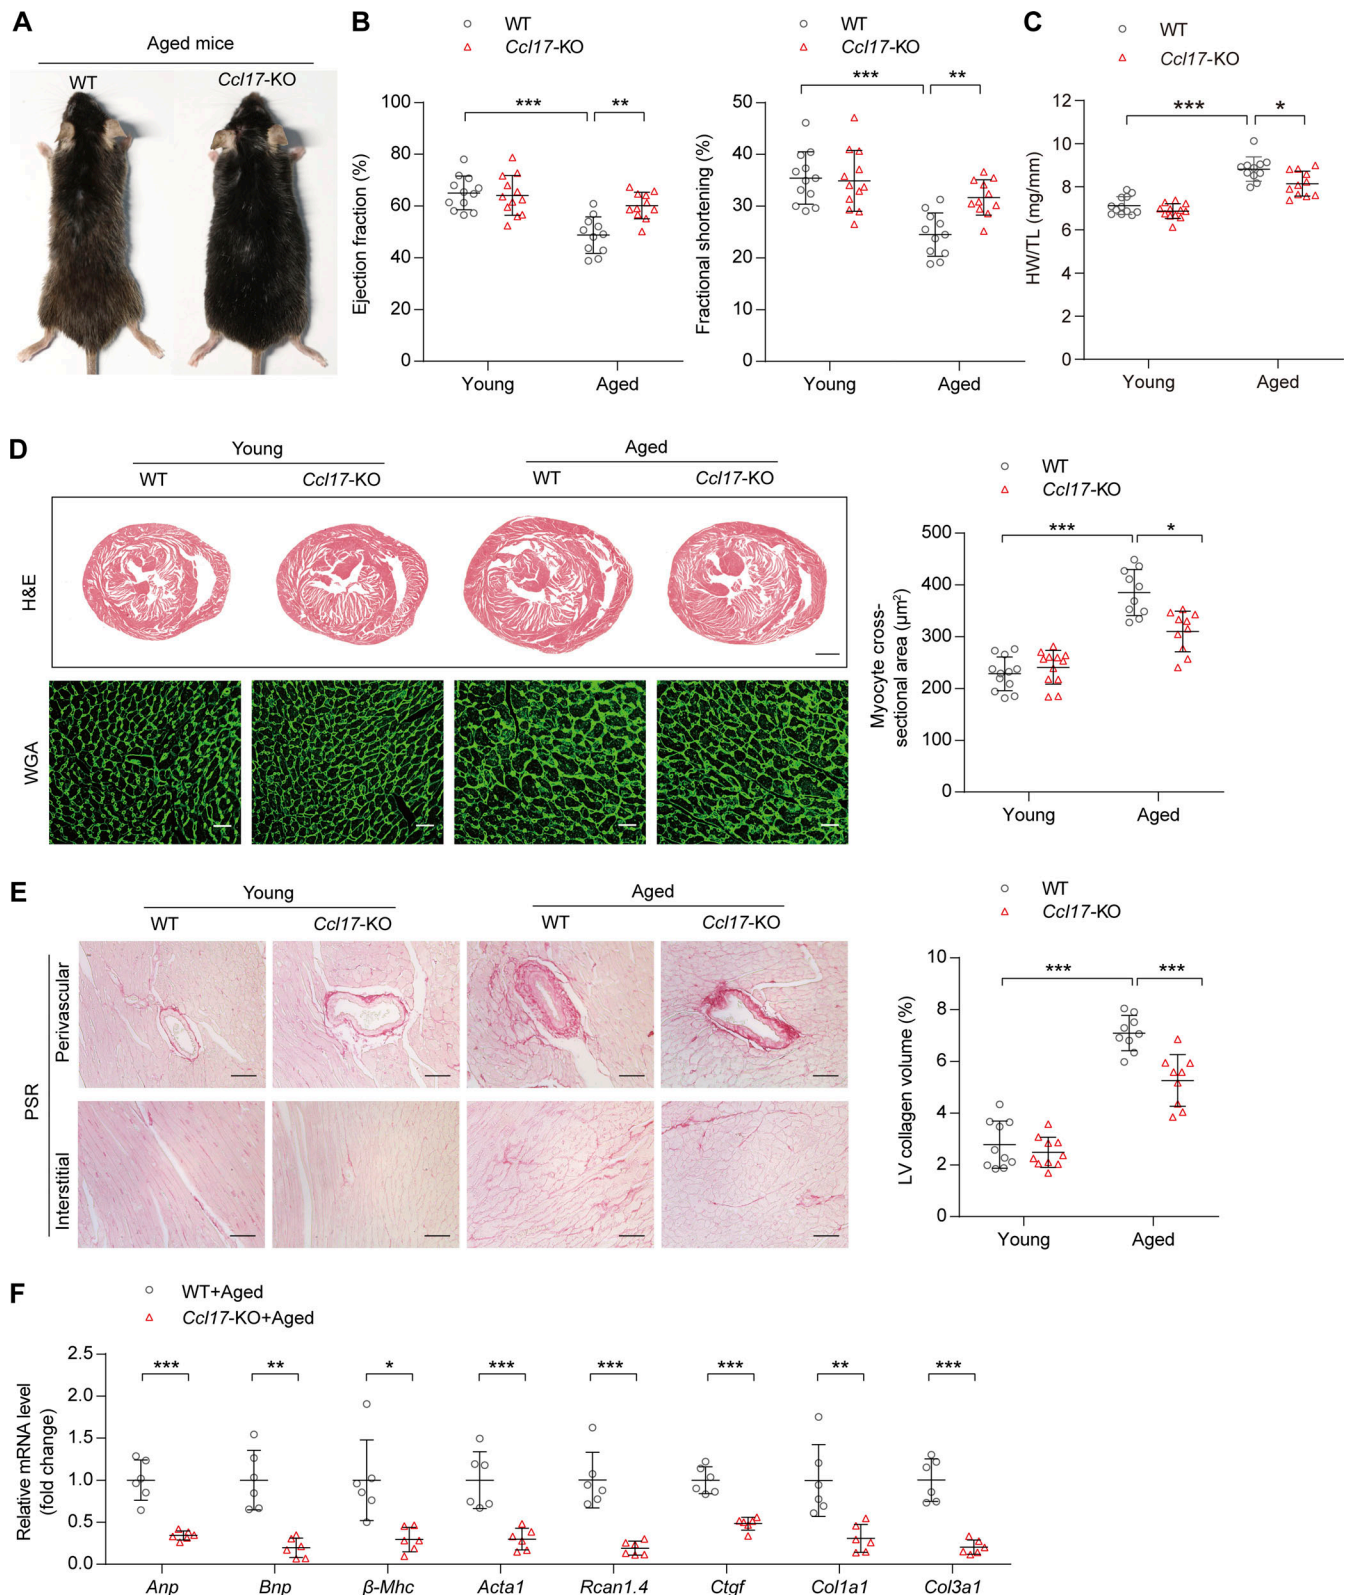 A
Aged mice
WT
Ccl17-KO
B
WT
Ccl17-KO
***
**
Ejection fraction (%)
100
80
60
40
20
0
Young
Aged
WT
Ccl17-KO
***
**
Fractional shortening (%)
50
40
30
20
10
0
Young
Aged
C
WT
Ccl17-KO
***
*
HW/TL (mg/mm)
12
10
8
6
4
2
0
Young
Aged
D
Young
Aged
WT
Ccl17-KO
WT
Ccl17-KO
H&E
WGA
WT
Ccl17-KO
***
*
Myocyte cross-
sectional area (µm²)
500
400
300
200
100
0
Young
Aged
E
Young
Aged
WT
Ccl17-KO
WT
Ccl17-KO
PSR
Perivascular
Interstitial
WT
Ccl17-KO
***
***
LV collagen volume (%)
10
8
6
4
2
0
Young
Aged
F
WT+Aged
Ccl17-KO+Aged
Relative mRNA level
(fold change)
2.5
2.0
1.5
1.0
0.5
0
***
**
*
***
***
***
**
***
Anp
Bnp
β-Mhc
Acta1
Rcan1.4
Ctgf
Col1a1
Col3a1